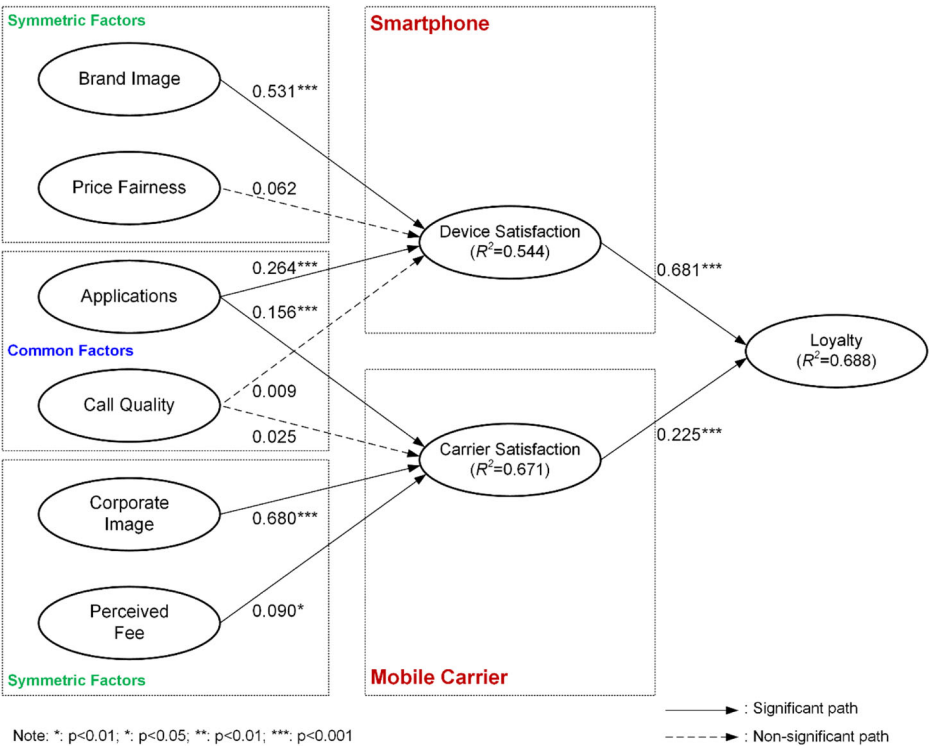 Symmetric Factors
Smartphone
Brand Image
0.531***
Price Fairness
0.062
Device Satisfaction
(R²=0.544)
0.264***
Applications
0.156***
0.681***
Loyalty
(R²=0.688)
Common Factors
Call Quality
0.009
0.025
Carrier Satisfaction
(R²=0.671)
0.225***
Corporate
Image
0.680***
Perceived
Fee
0.090*
Symmetric Factors
Mobile Carrier
: Significant path
: Non-significant path
Note: *: p<0.01; *: p<0.05; **: p<0.01; ***: p<0.001